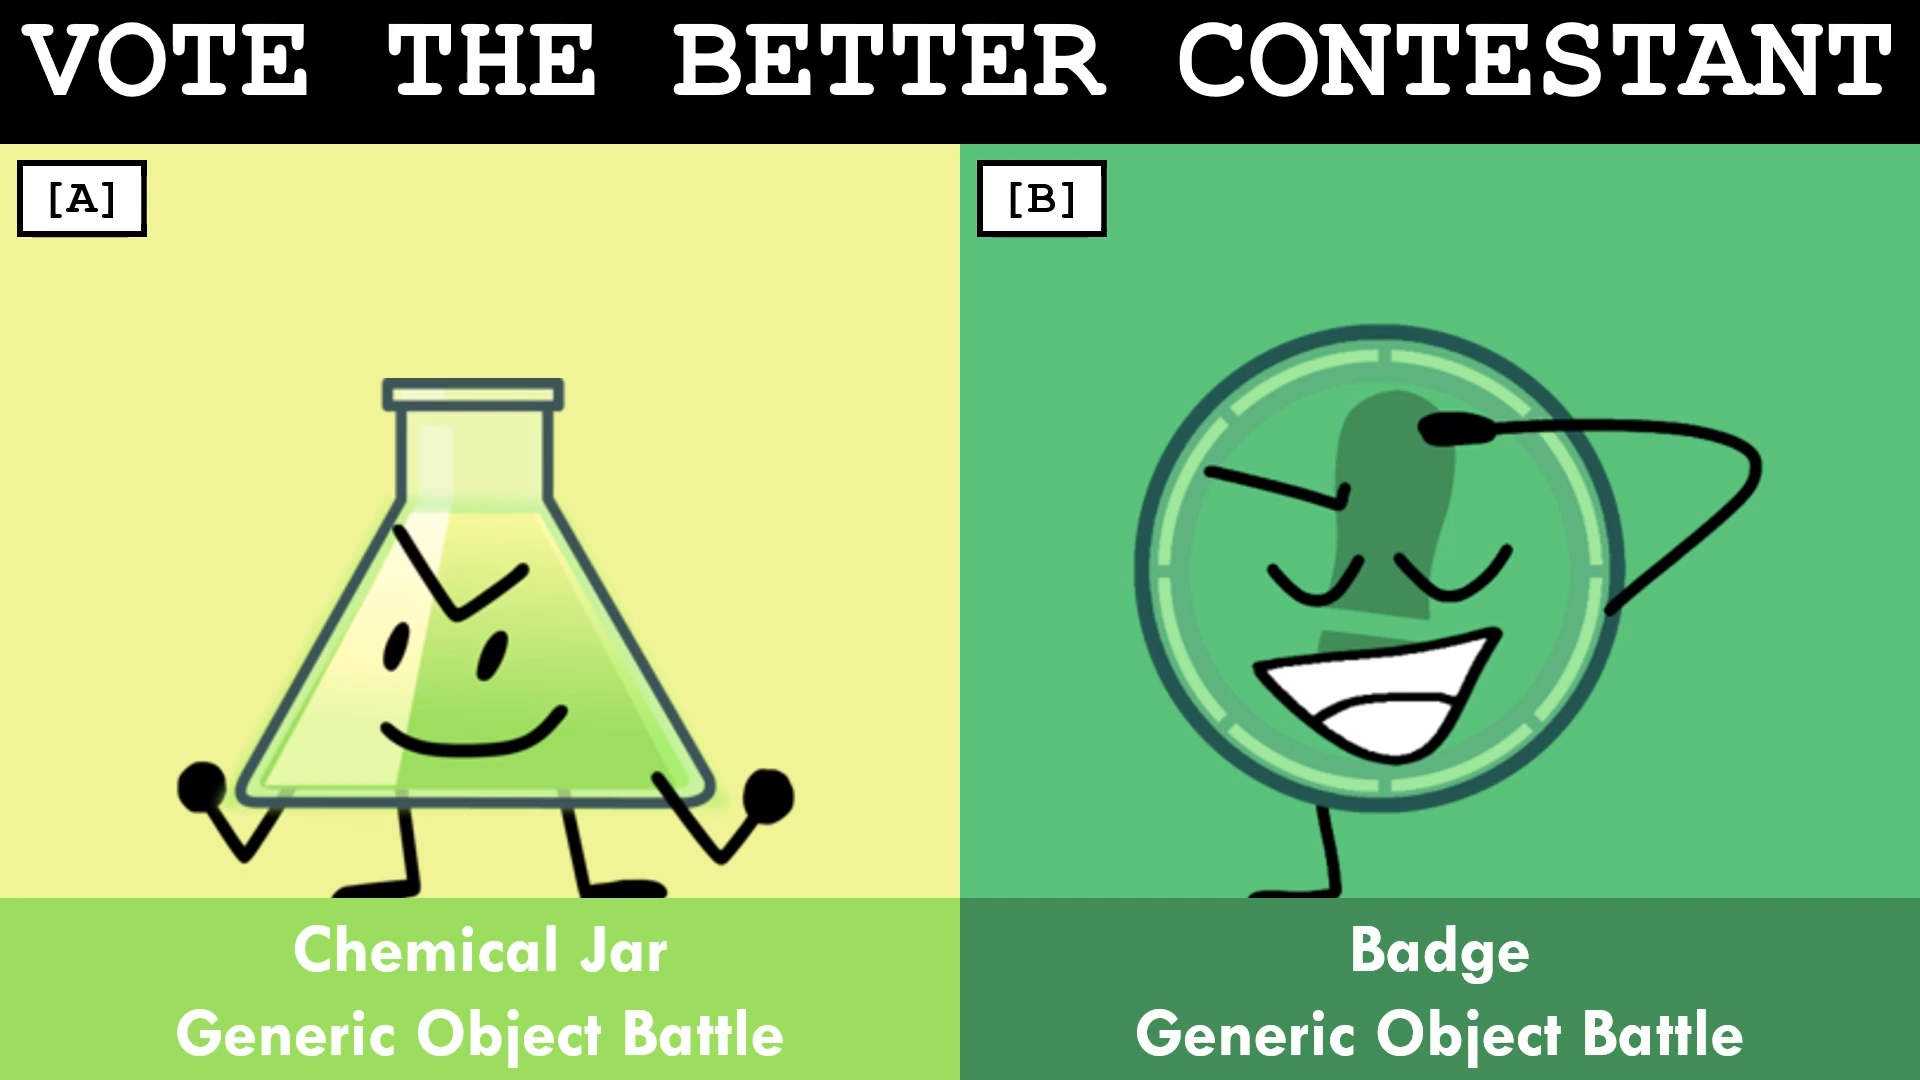 VOTE THE BETTER CONTESTANT
[A]
[B]
Chemical Jar
Generic Object Battle
Badge
Generic Object Battle